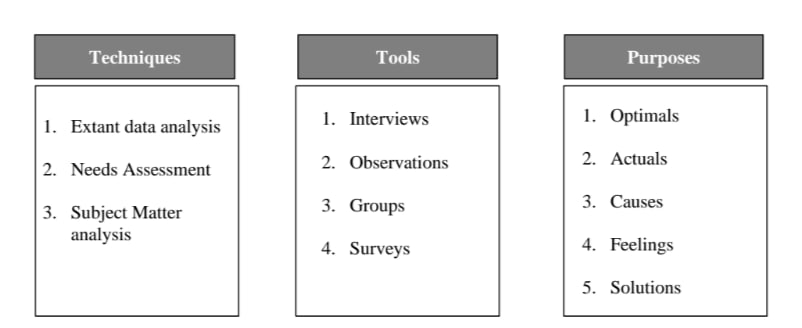 Techniques
1. Extant data analysis
2. Needs Assessment
3. Subject Matter
analysis
Tools
1. Interviews
2. Observations
3. Groups
4. Surveys
Purposes
1. Optimals
2. Actuals
3. Causes
4. Feelings
5. Solutions